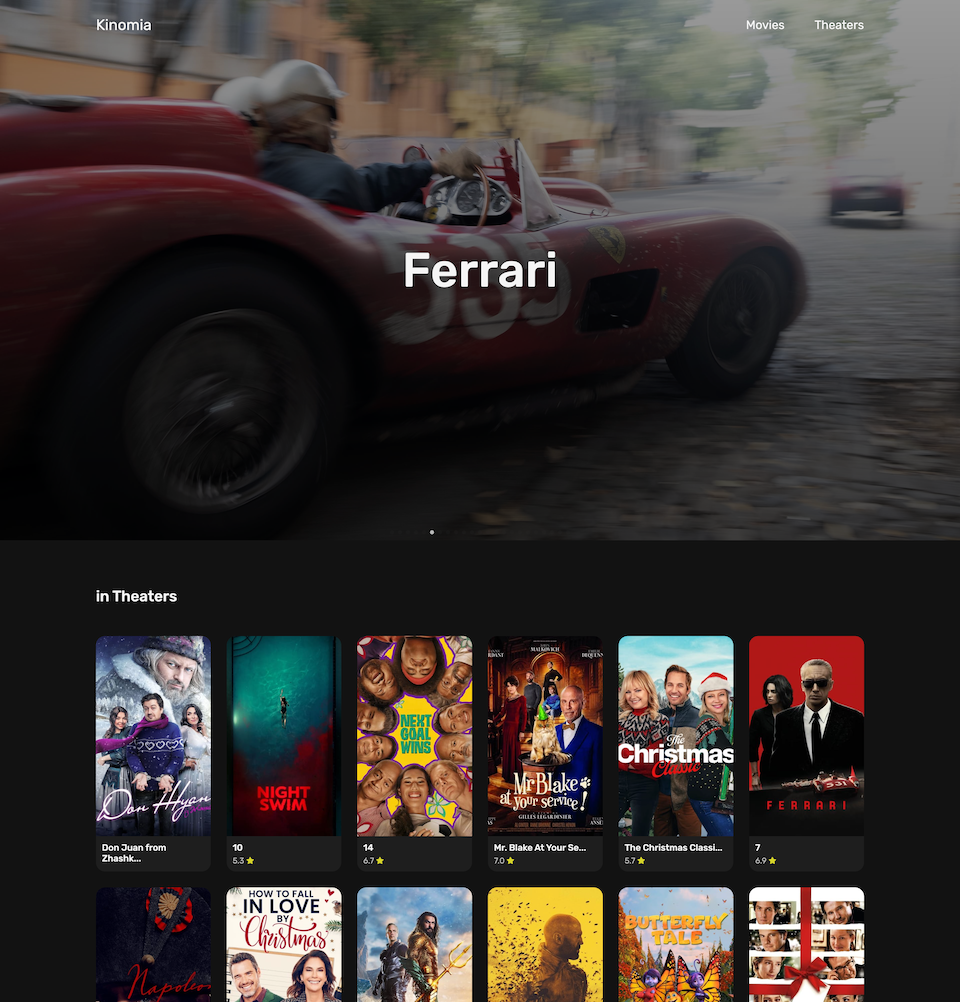 Kinomia
Movies
Theaters
535
Ferrari
in Theaters
Don Huan
NIGHT
SWIM
NEXT
GOAL
WINS
MALKOVICH
Mr Blake
at your service!
GILLES LEGARDINIER
The
Christmas
Classic
FERRARI
Don Juan from
Zhashk...
10
5.3
14
6.7
Mr. Blake At Your Se...
7.0
The Christmas Classi...
5.7
7
6.9
Napoleon
HOW TO FALL
IN LOVE
BY
Christmas
BUTTERFLY
TALE